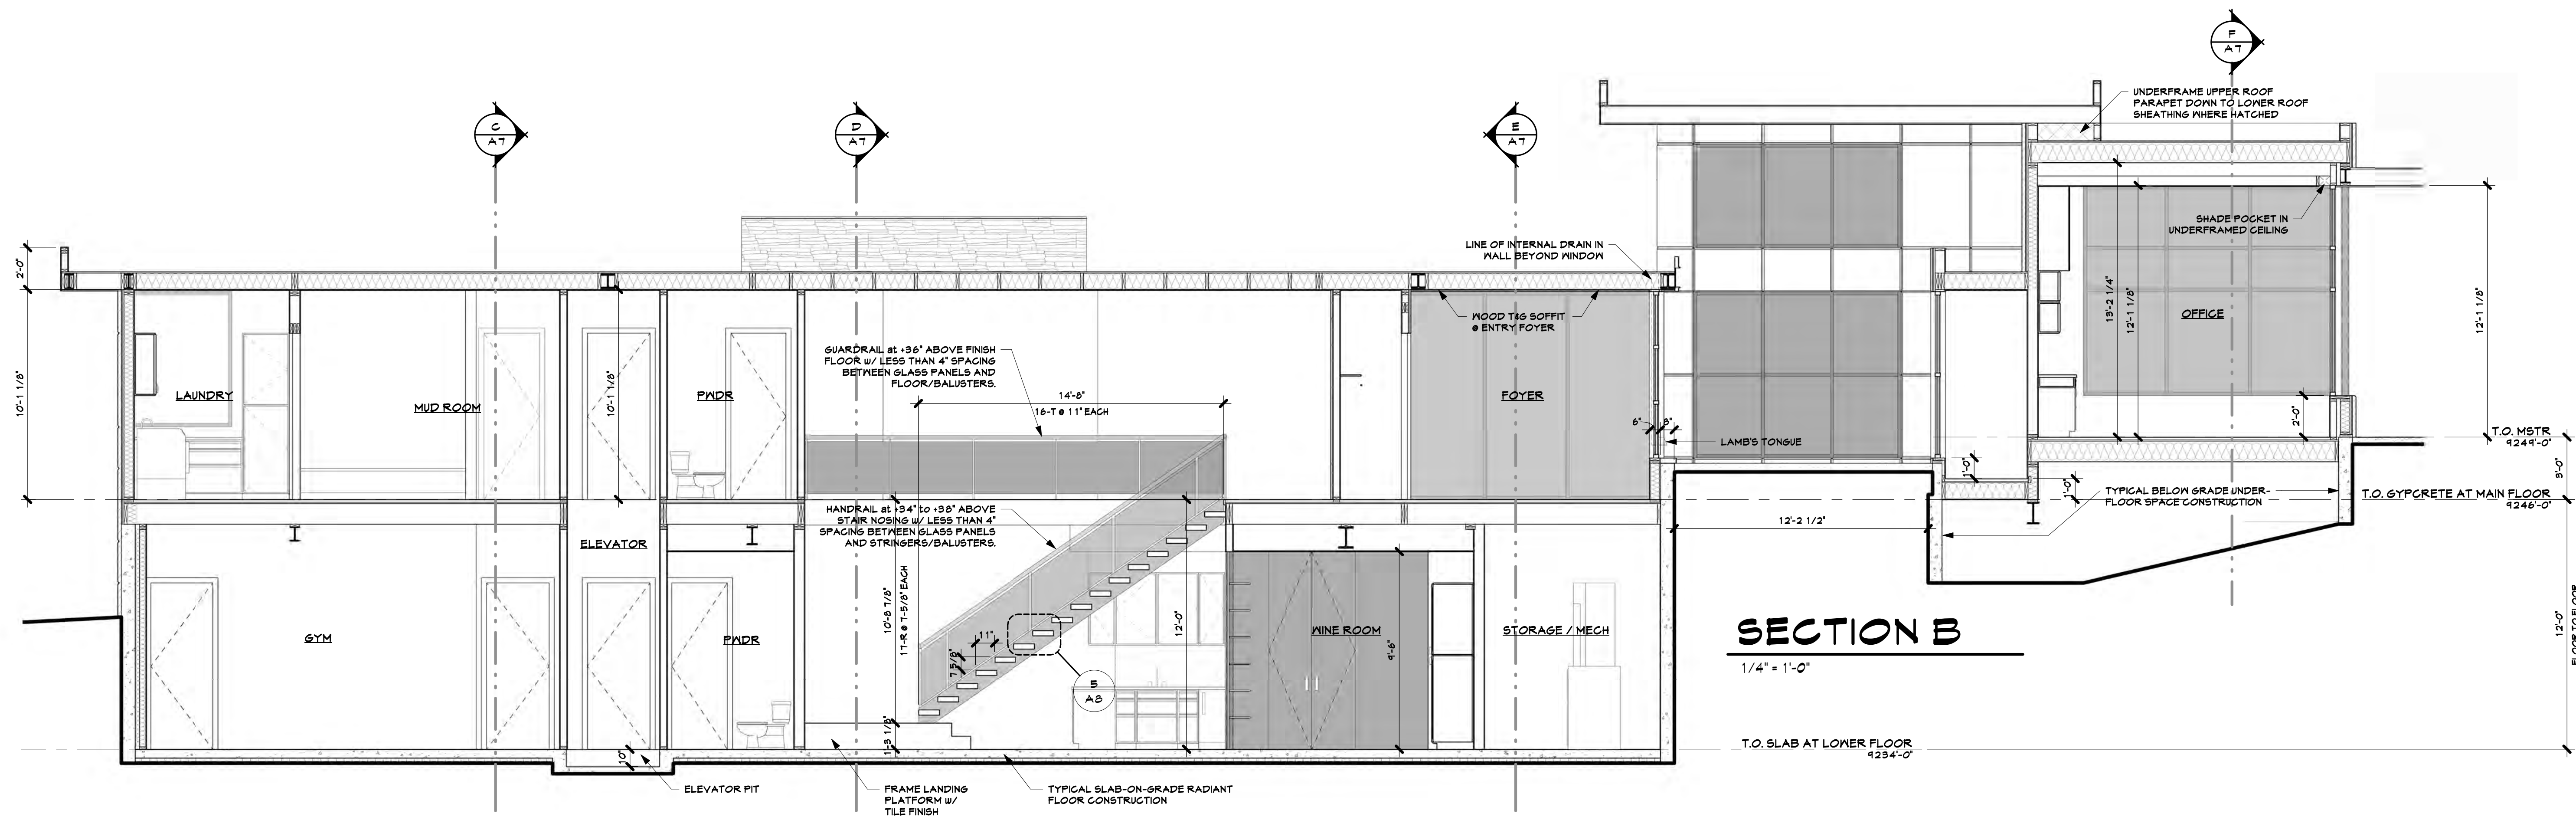 F
A7
C
A7
D
A7
E
A7
UNDERFRAME UPPER ROOF
PARAPET DOWN TO LOWER ROOF
SHEATHING WHERE HATCHED
SHADE POCKET IN
UNDERFRAMED CEILING
LINE OF INTERNAL DRAIN IN
WALL BEYOND WINDOW
2'-0"
10'-1 1/8"
10'-1 1/8"
WOOD T&G SOFFIT
@ ENTRY FOYER
13'-2 1/4"
12'-1 1/8"
12'-1 1/8"
OFFICE
GUARDRAIL at +36" ABOVE FINISH
FLOOR w/ LESS THAN 4" SPACING
BETWEEN GLASS PANELS AND
FLOOR/BALUSTERS.
LAUNDRY
MUD ROOM
PWDR
14'-8"
16-T @ 11" EACH
FOYER
6"
8"
LAMB'S TONGUE
2'-0"
T.O. MSTR
9249'-0"
3'-0"
1'-0"
1'-0"
TYPICAL BELOW GRADE UNDER-
FLOOR SPACE CONSTRUCTION
T.O. GYPCRETE AT MAIN FLOOR
9246'-0"
HANDRAIL at +34" to +38" ABOVE
STAIR NOSING w/ LESS THAN 4"
SPACING BETWEEN GLASS PANELS
AND STRINGERS/BALUSTERS.
12'-2 1/2"
ELEVATOR
10'-8 7/8"
17-R @ 7-5/8" EACH
11"
7 5/8"
12'-0"
9'-6"
GYM
PWDR
WINE ROOM
STORAGE / MECH
5
A8
SECTION B
1/4" = 1'-0"
12'-0"
FLOOR TO FLOOR
1'-3 1/8"
10"
T.O. SLAB AT LOWER FLOOR
9234'-0"
ELEVATOR PIT
FRAME LANDING
PLATFORM w/
TILE FINISH
TYPICAL SLAB-ON-GRADE RADIANT
FLOOR CONSTRUCTION